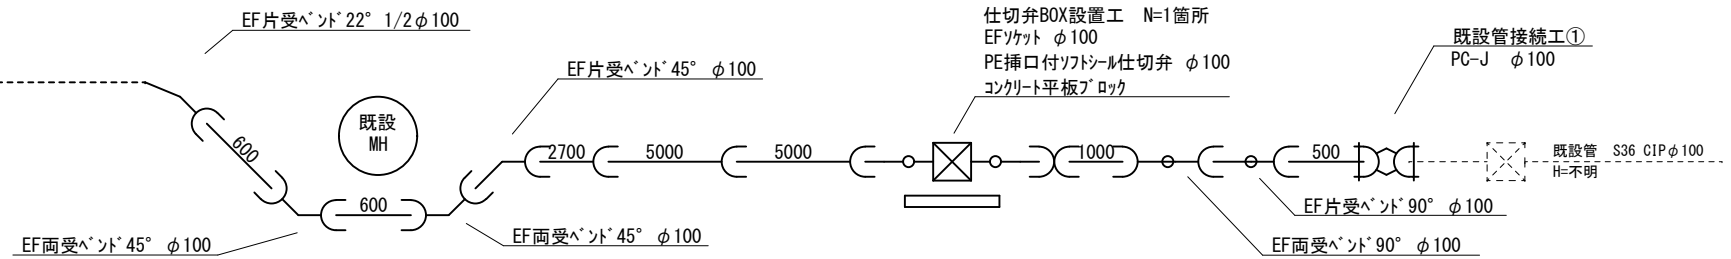 EF片受ﾍﾞﾝﾄﾞ22° 1/2φ100
仕切弁BOX設置工 N=1箇所
EFｿｹｯﾄ φ100
PE挿口付ｿﾌﾄｼｰﾙ仕切弁 φ100
ｺﾝｸﾘｰﾄ平板ﾌﾞﾛｯｸ
既設管接続工①
PC-J φ100
EF片受ﾍﾞﾝﾄﾞ45° φ100
既設
MH
600
600
2700
5000
5000
1000
500
既設管 S36 CIPφ100
H=不明
EF片受ﾍﾞﾝﾄﾞ90° φ100
EF両受ﾍﾞﾝﾄﾞ45° φ100
EF両受ﾍﾞﾝﾄﾞ45° φ100
EF両受ﾍﾞﾝﾄﾞ90° φ100